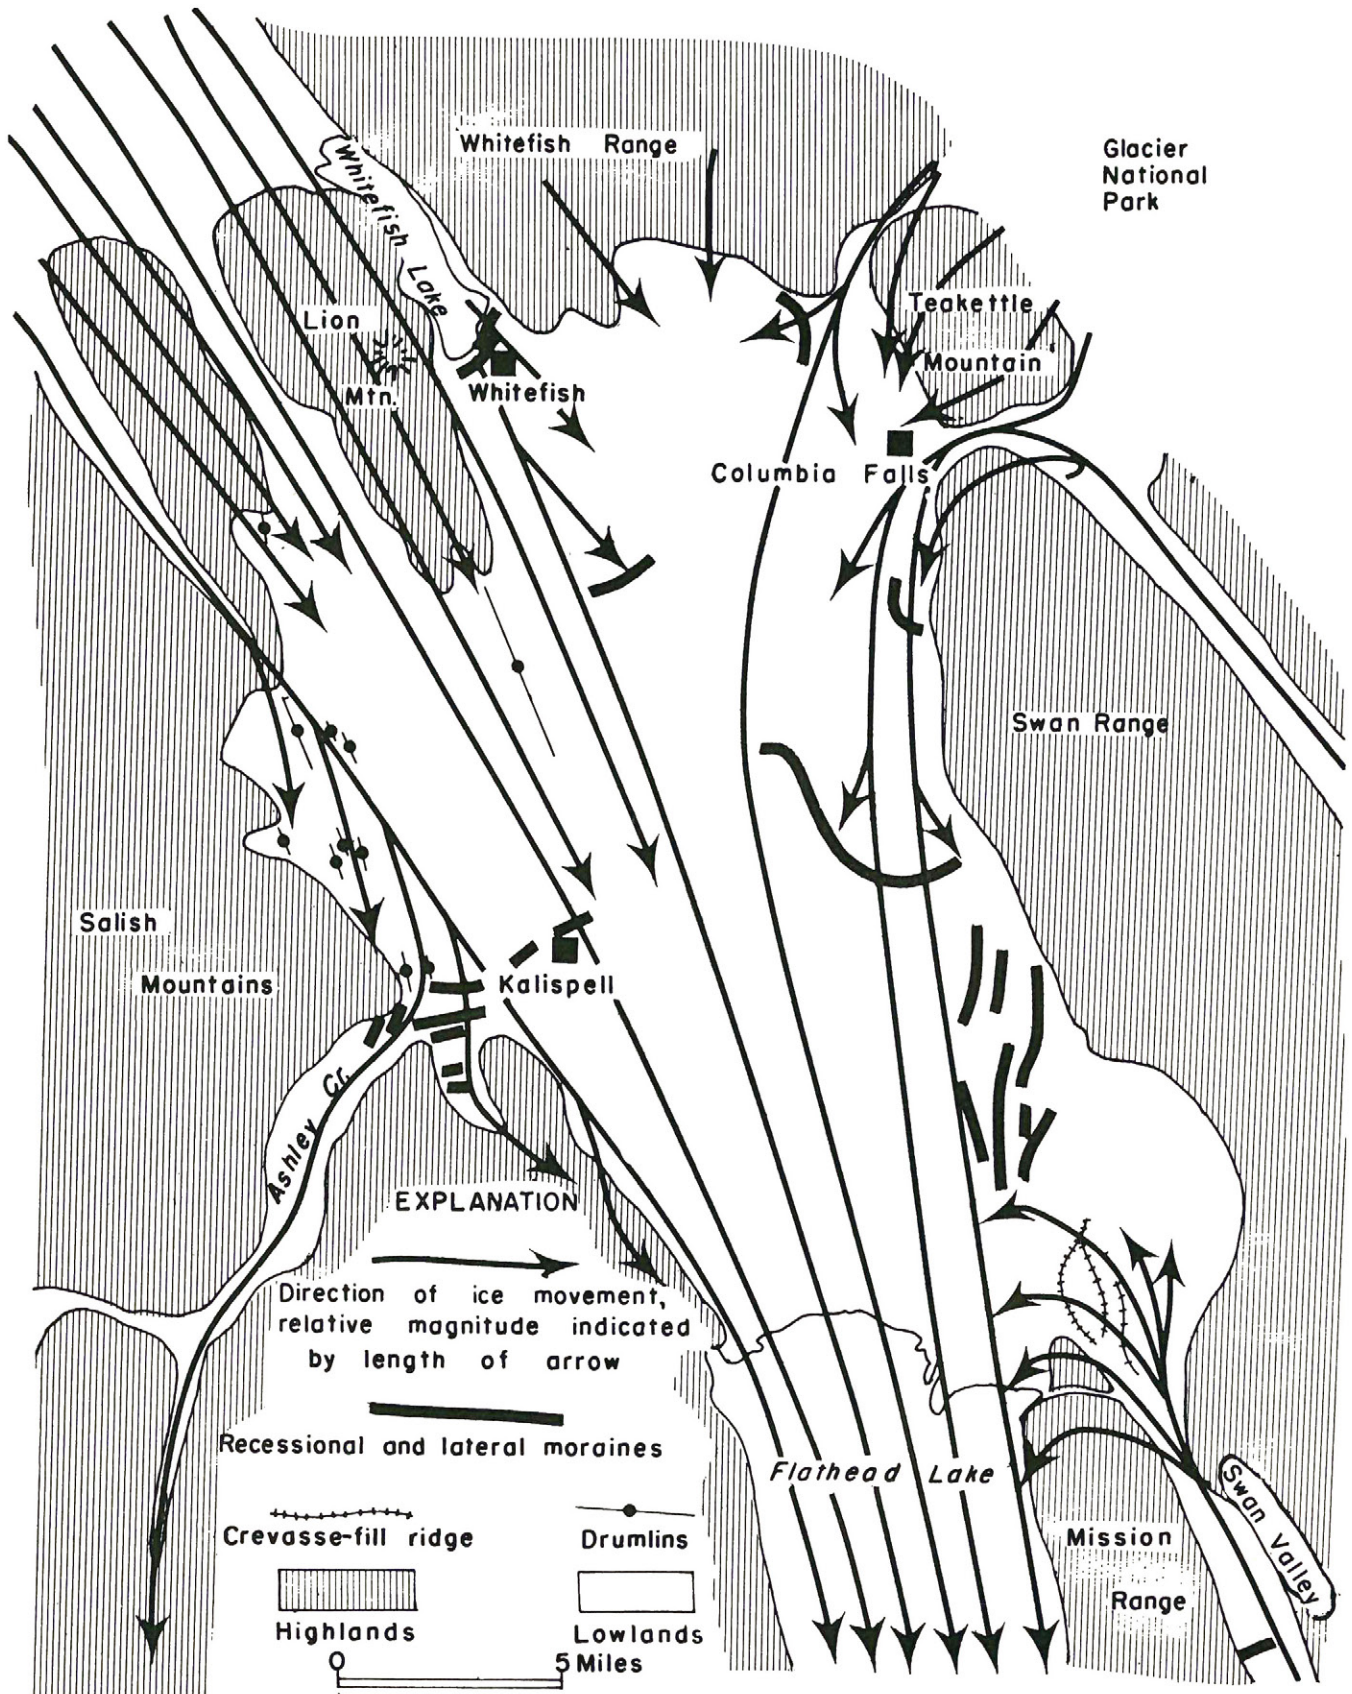 Whitefish Range
Glacier
National
Park
Whitefish Lake
Lion
Mtn.
Teakettle
Mountain
Whitefish
Columbia Falls
Swan Range
Salish
Mountains
Kalispell
Ashley Cr.
EXPLANATION
Direction of ice movement,
relative magnitude indicated
by length of arrow
Recessional and lateral moraines
Flathead Lake
Swan Valley
Crevasse-fill ridge
Drumlins
Mission
Range
Highlands
Lowlands
0 5 Miles